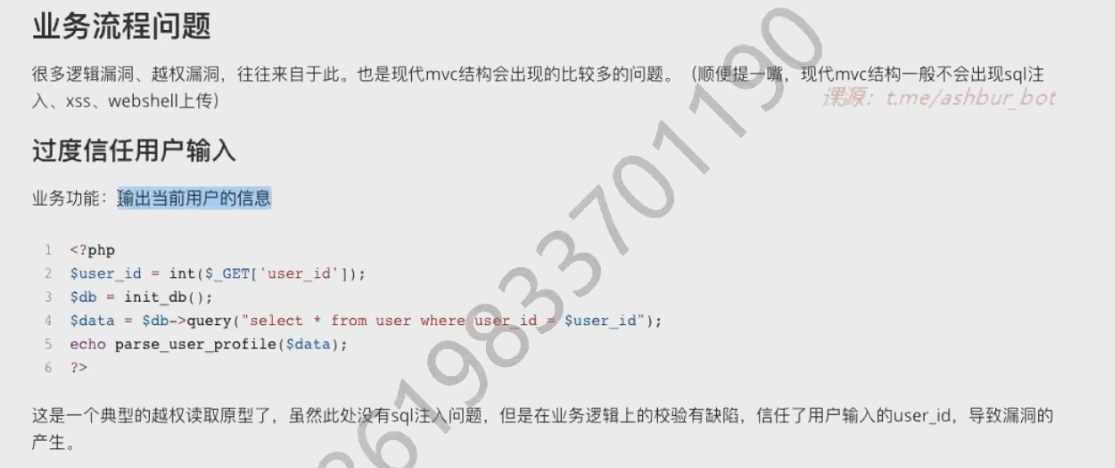 业务流程问题
很多逻辑漏洞、越权漏洞，往往来自于此。也是现代mvc结构会出现的比较多的问题。（顺便提一嘴，现代mvc结构一般不会出现sql注
入、xss、webshell上传）
课源：t.me/ashbur_bot
过度信任用户输入
业务功能：输出当前用户的信息
1 <?php
2 $user_id = int($_GET['user_id']);
3 $db = init_db();
4 $data = $db->query("select * from user where user_id = $user_id");
5 echo parse_user_profile($data);
6 ?>
这是一个典型的越权读取原型了，虽然此处没有sql注入问题，但是在业务逻辑上的校验有缺陷，信任了用户输入的user_id，导致漏洞的
产生。
8619833701190